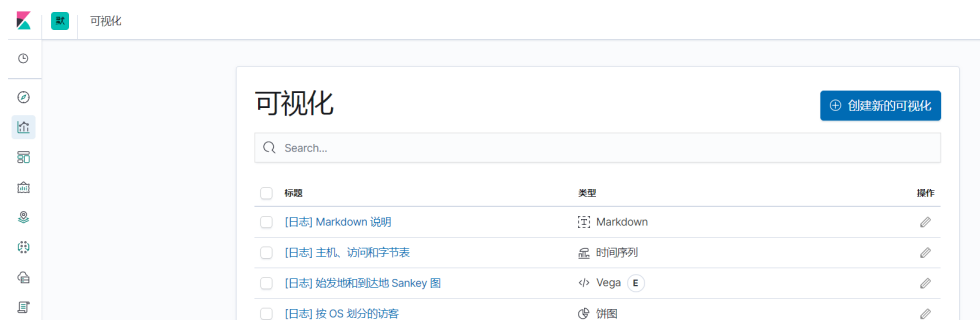 默 可视化
可视化
创建新的可视化
Search...
标题 类型 操作
[日志] Markdown 说明 Markdown
[日志] 主机、访问和字节表 时间序列
[日志] 始发地和到达地 Sankey 图 Vega E
[日志] 按 OS 划分的访客 饼图